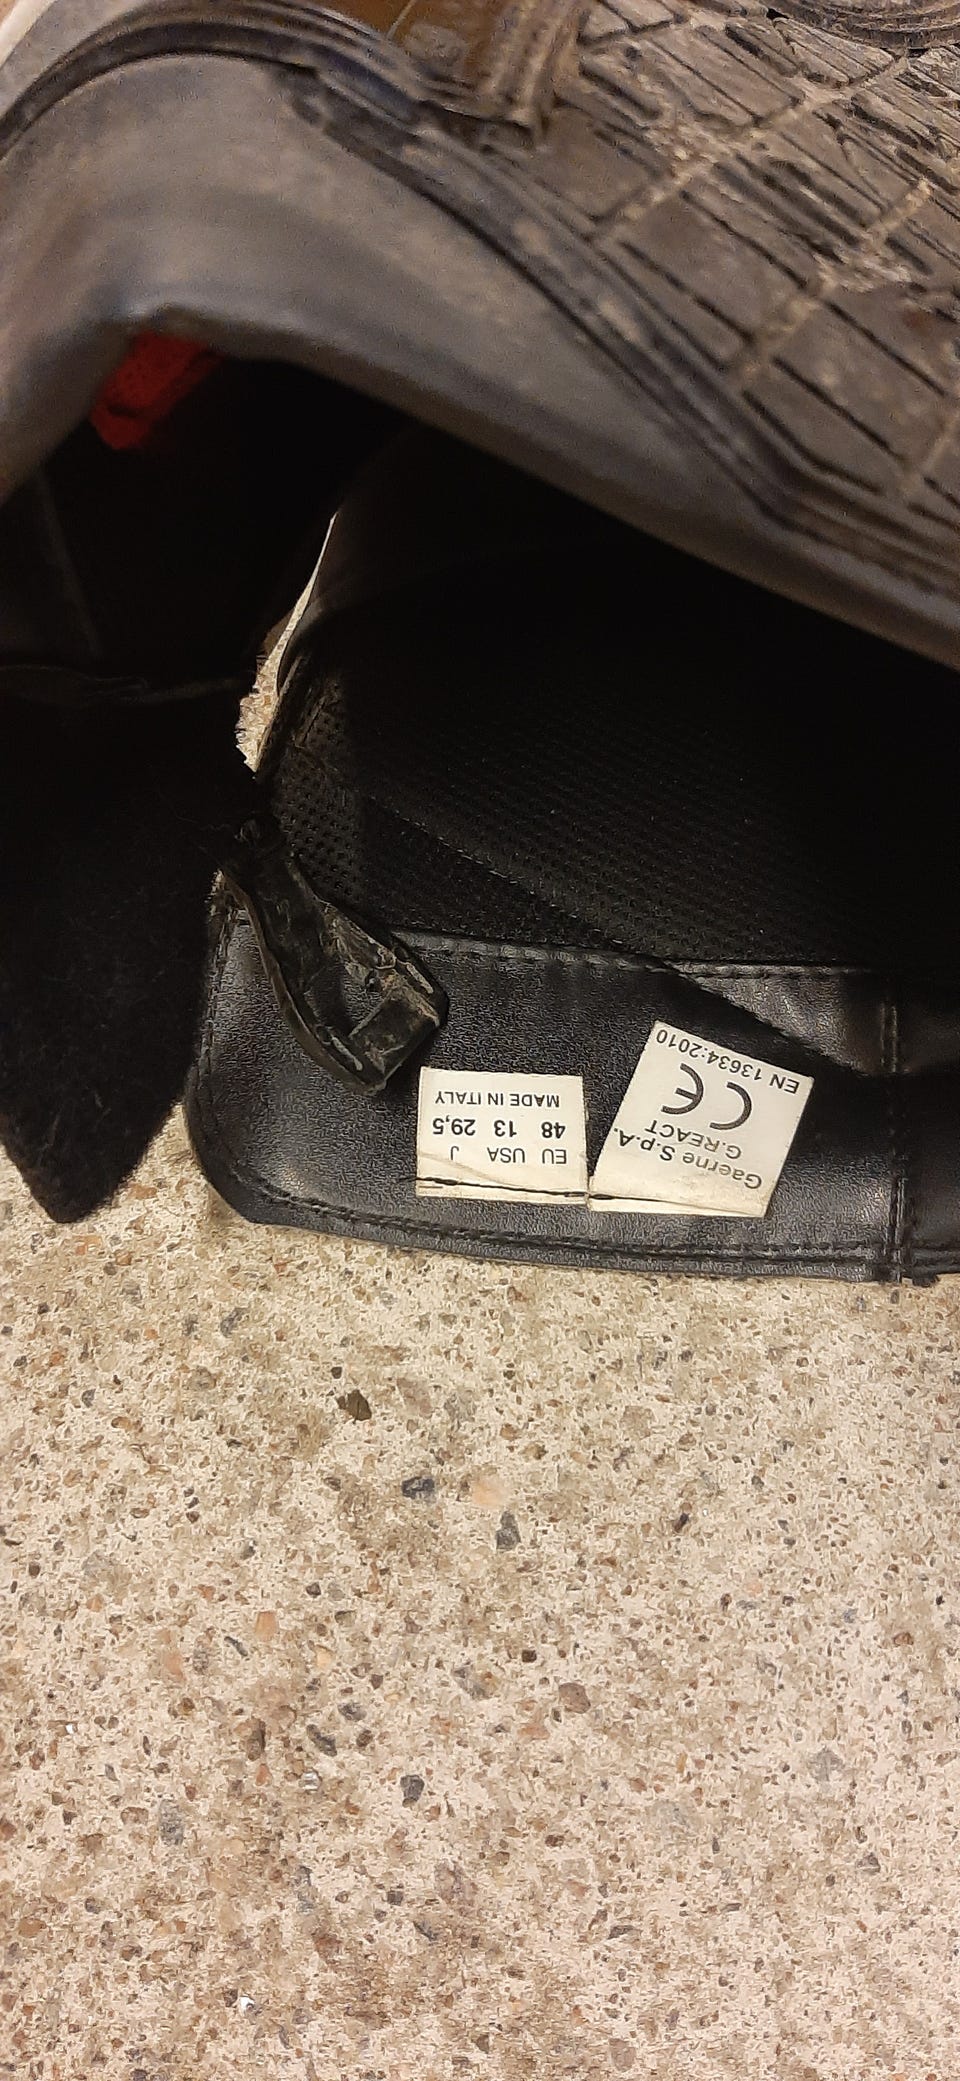 EU USA J
48 13 29,5
MADE IN ITALY
Gaerne S.p.A.
G.REACT
CE
EN 13634:2010